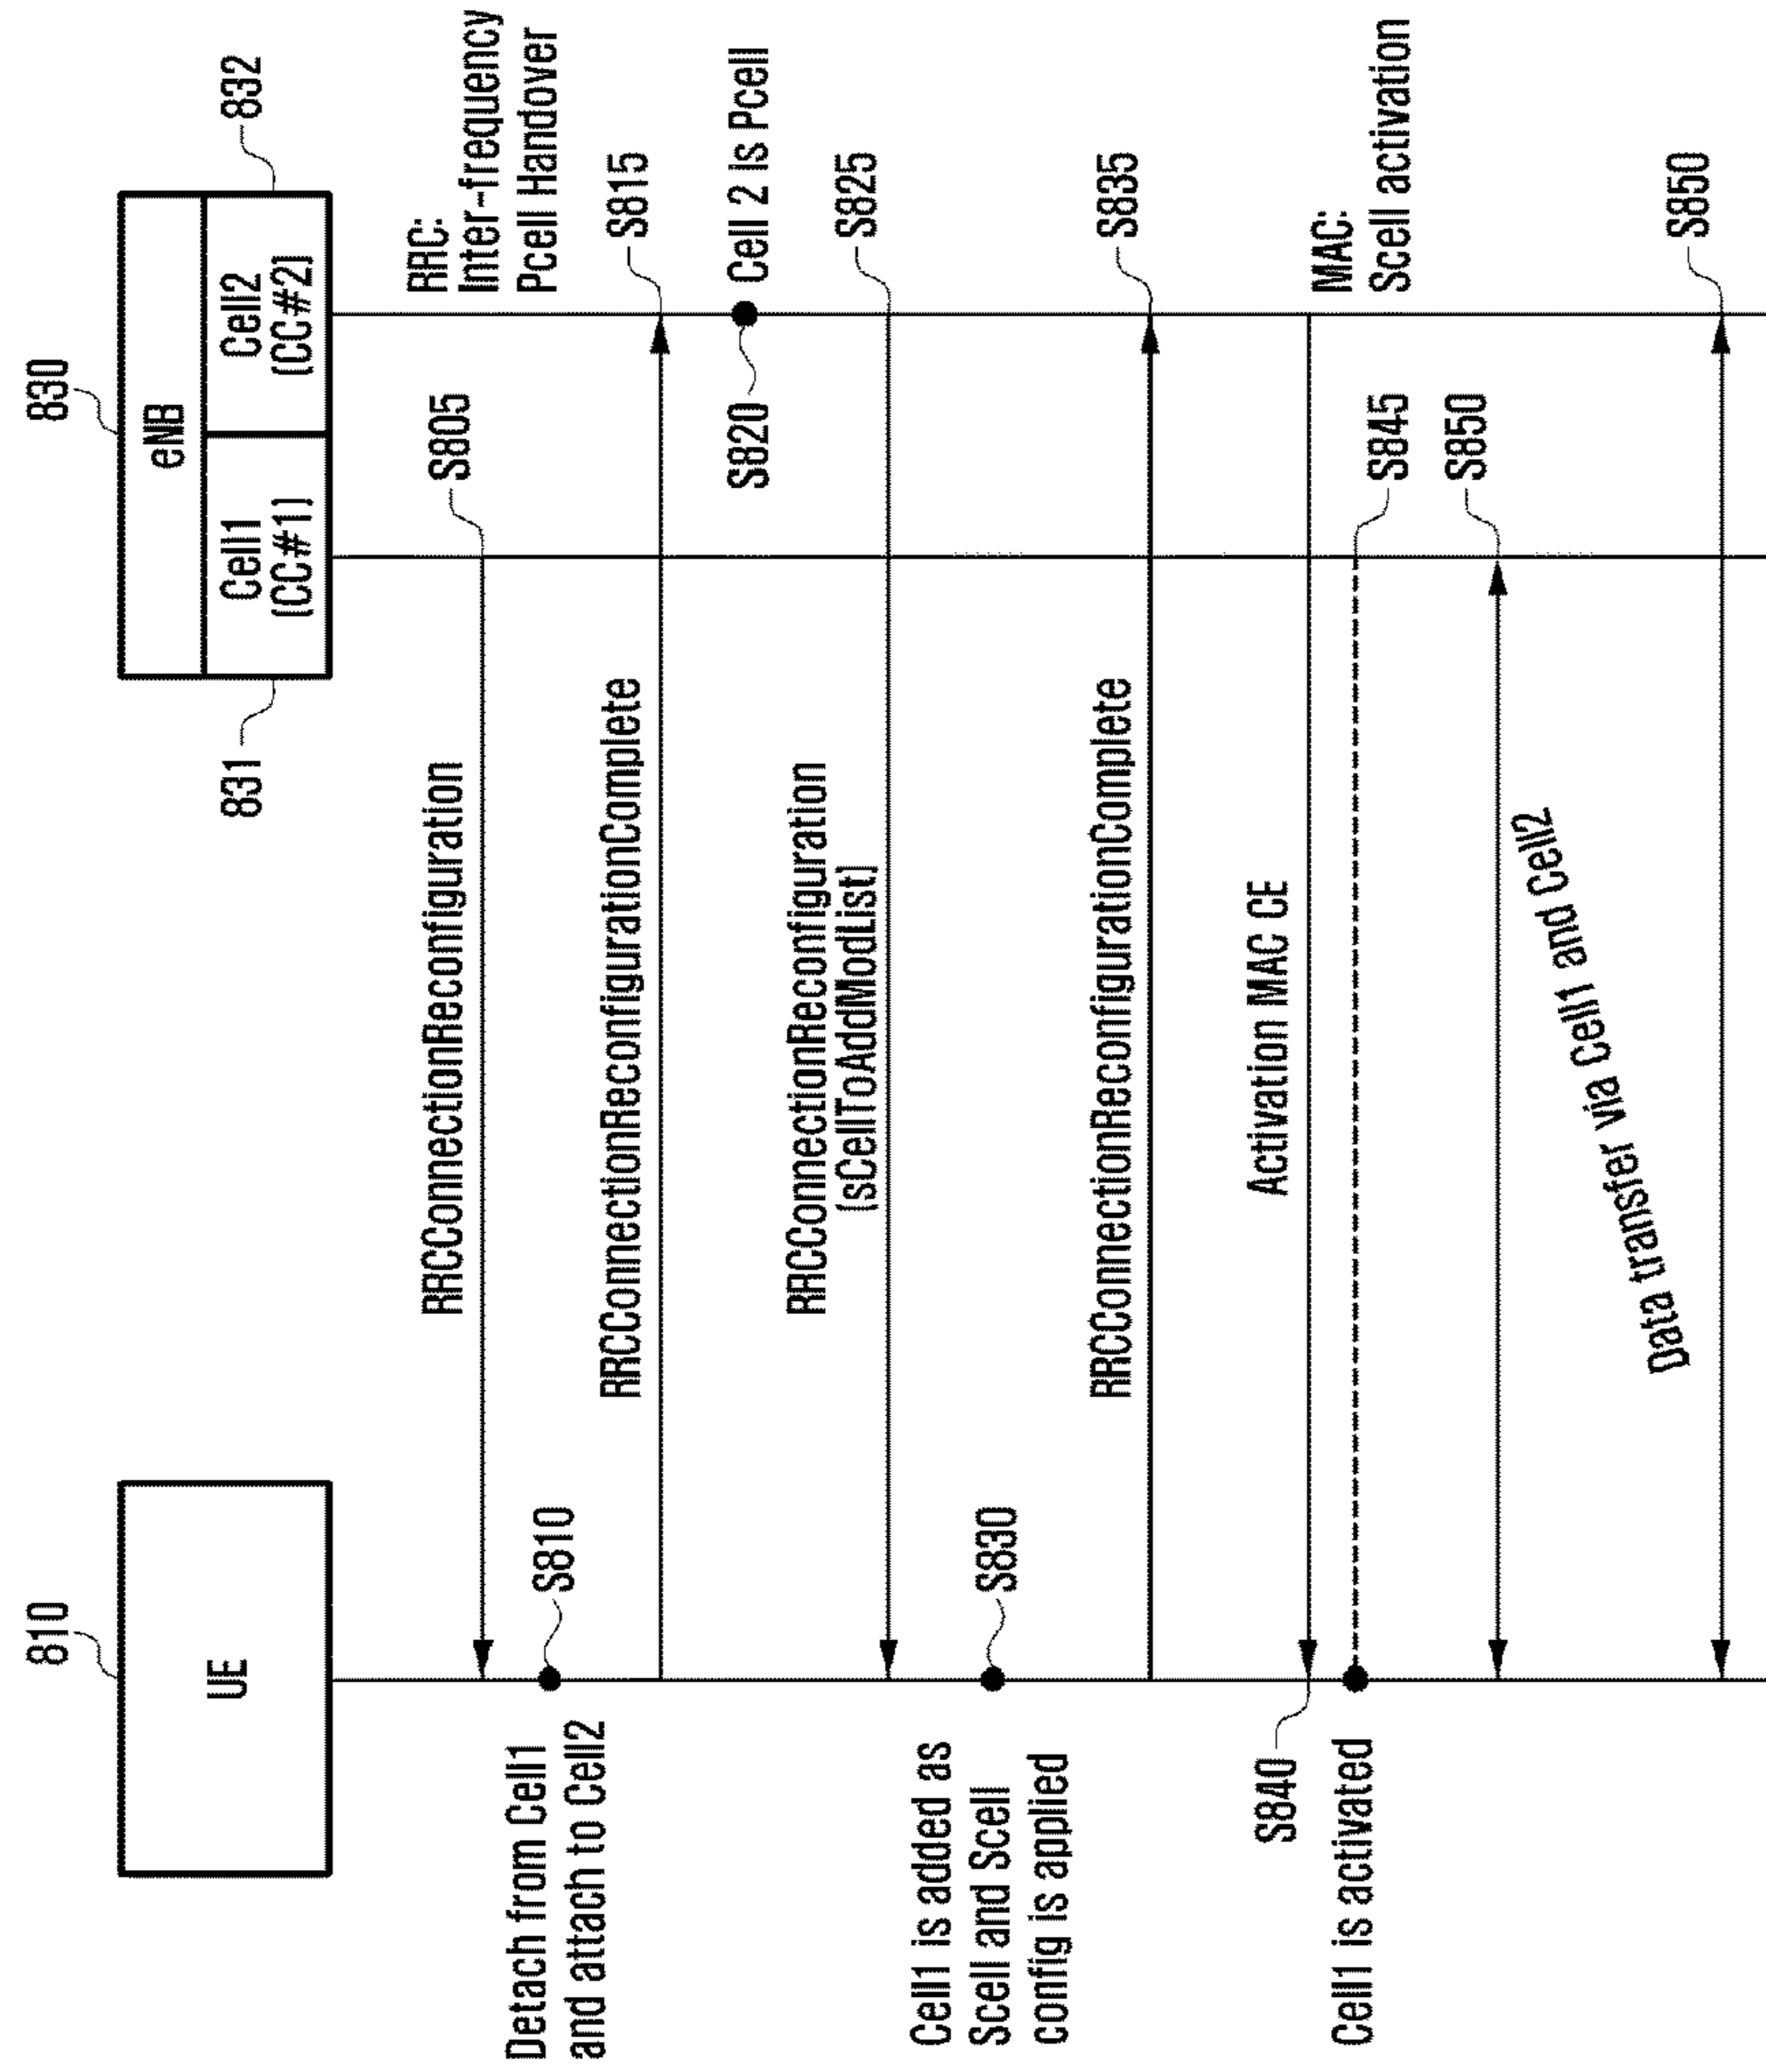 810
UE
830
eNB
831
Cell1
(CC#1)
832
Cell2
(CC#2)
RRC:
Inter-frequency
Pcell Handover
RRCConnectionReconfiguration
S805
Detach from Cell1
and attach to Cell2
S810
RRCConnectionReconfigurationComplete
S815
S820
Cell 2 is Pcell
RRCConnectionReconfiguration
(sCellToAddModList)
S825
Cell1 is added as
Scell and Scell
config is applied
S830
RRCConnectionReconfigurationComplete
S835
S840
Activation MAC CE
MAC:
Scell activation
Cell1 is activated
S845
S850
Data transfer via Cell1 and Cell2
S850